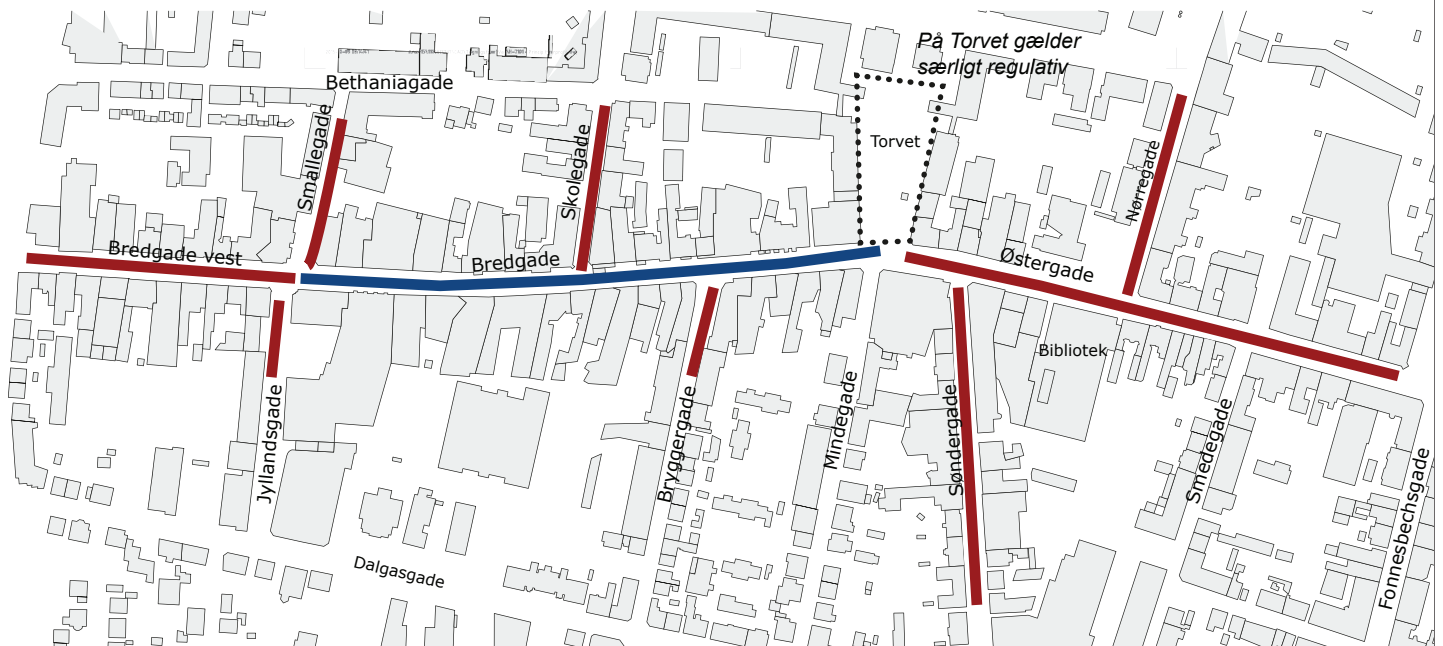 På Torvet gælder
særligt regulativ
Bethaniagade
Smallegade
Skolegade
Torvet
Nørregade
Bredgade vest
Bredgade
Østergade
Bibliotek
Jyllandsgade
Bryggergade
Mindegade
Søndergade
Smedegade
Fonnesbechsgade
Dalgasgade